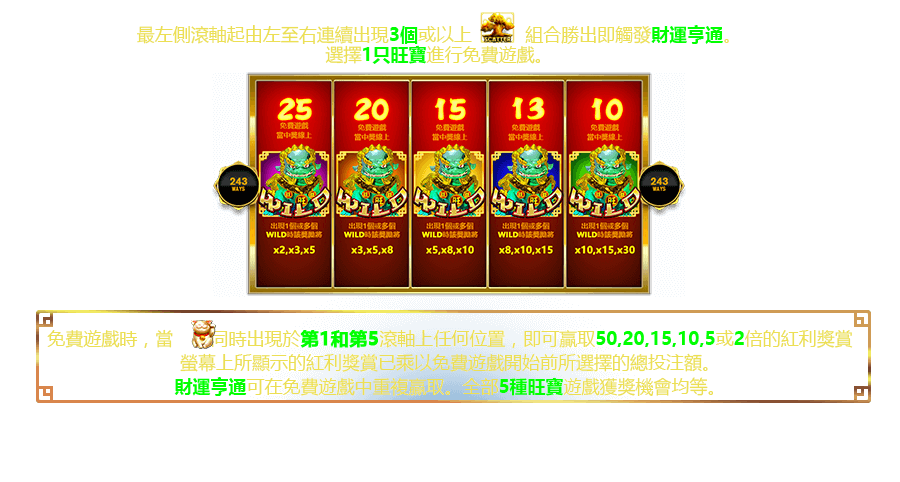 最左側滾軸起由左至右連續出現3個或以上 SCATTER 組合勝出即觸發財運亨通。
選擇1只旺寶進行免費遊戲。
25 20 15 13 10
免費遊戲 免費遊戲 免費遊戲 免費遊戲 免費遊戲
當中獎線上 當中獎線上 當中獎線上 當中獎線上 當中獎線上
243 243
WAYS WAYS
WILD WILD WILD WILD WILD
出現1個或多個 出現1個或多個 出現1個或多個 出現1個或多個 出現1個或多個
WILD時該獎勵將 WILD時該獎勵將 WILD時該獎勵將 WILD時該獎勵將 WILD時該獎勵將
x2,x3,x5 x3,x5,x8 x5,x8,x10 x8,x10,x15 x10,x15,x30
免費遊戲時，當 同時出現於第1和第5滾軸上任何位置，即可贏取50,20,15,10,5或2倍的紅利獎賞
螢幕上所顯示的紅利獎賞已乘以免費遊戲開始前所選擇的總投注額。
財運亨通可在免費遊戲中重複贏取。全部5種旺寶遊戲獲獎機會均等。